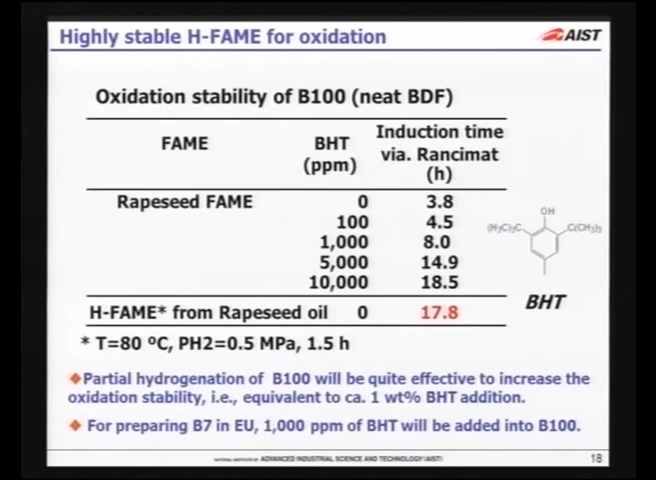 Highly stable H-FAME for oxidation
AIST
Oxidation stability of B100 (neat BDF)
FAME BHT (ppm) Induction time via. Rancimat (h)
Rapeseed FAME 0 3.8
100 4.5
1,000 8.0
5,000 14.9
10,000 18.5
H-FAME* from Rapeseed oil 0 17.8
* T=80 ºC, PH2=0.5 MPa, 1.5 h
OH
(H₃C)₃C C(CH₃)₃
BHT
◆Partial hydrogenation of B100 will be quite effective to increase the
oxidation stability, i.e., equivalent to ca. 1 wt% BHT addition.
◆ For preparing B7 in EU, 1,000 ppm of BHT will be added into B100.
NATIONAL INSTITUTE OF ADVANCED INDUSTRIAL SCIENCE AND TECHNOLOGY (AIST)
18